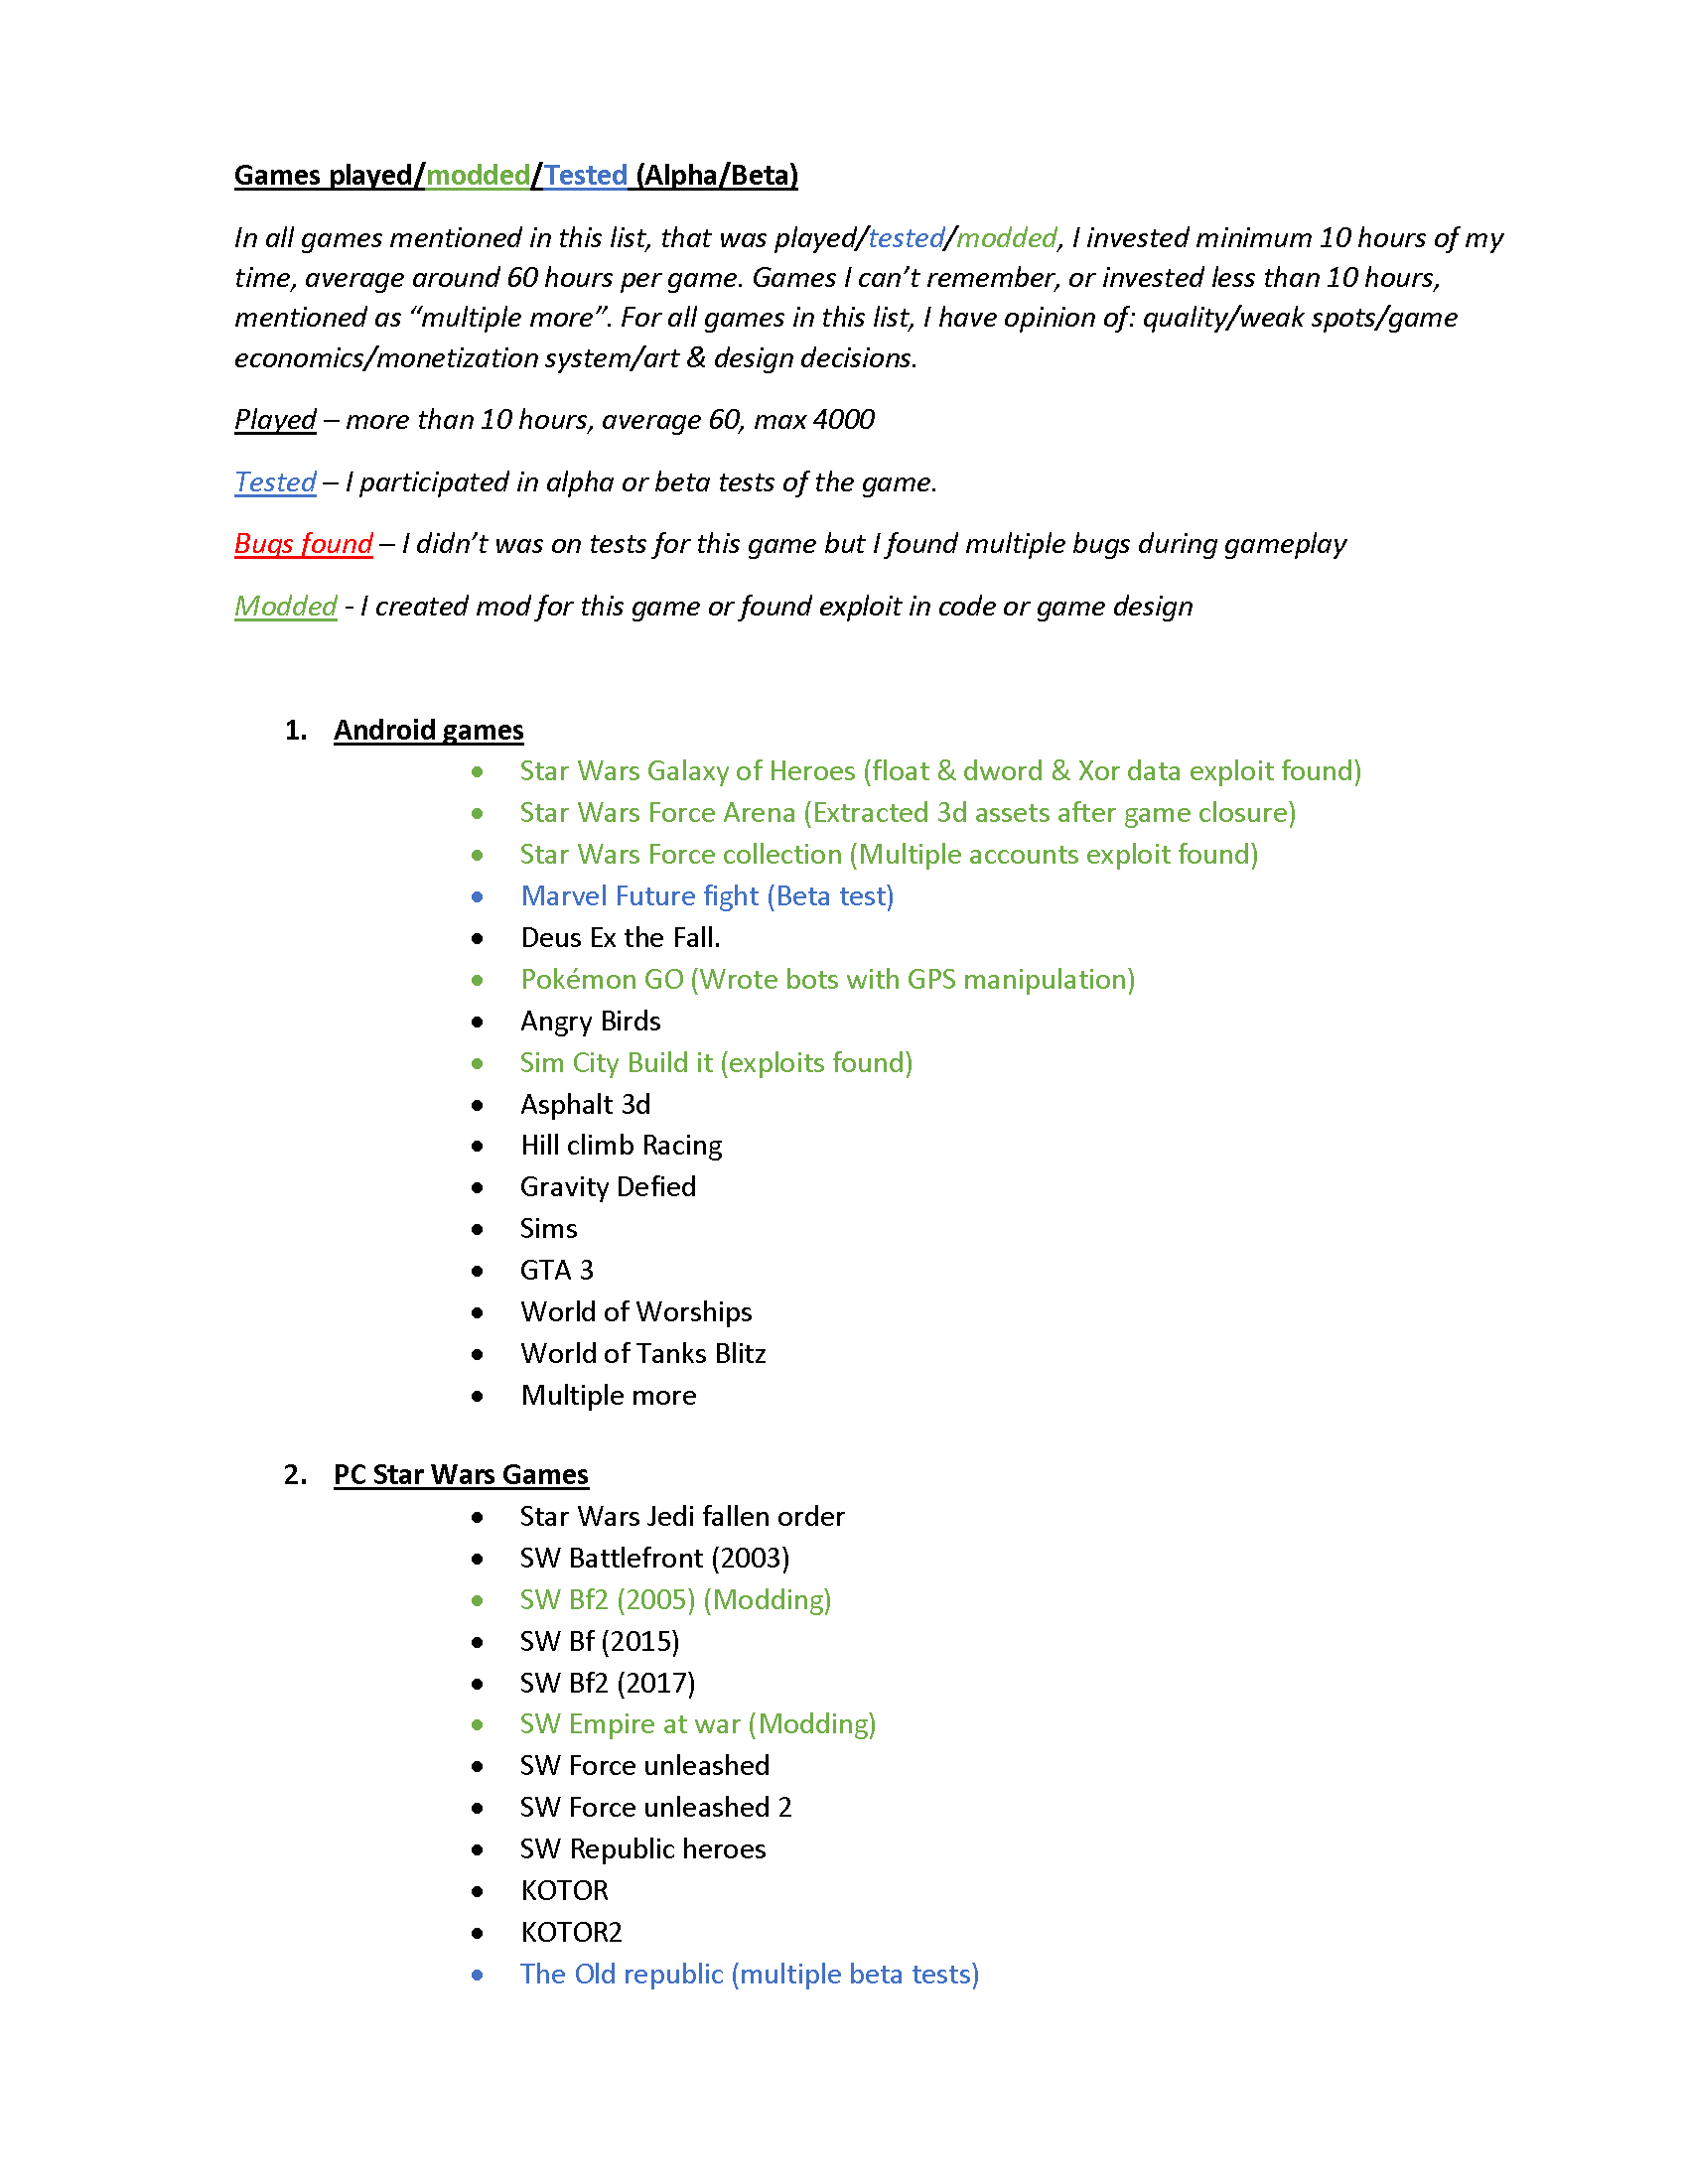 Games played/modded/Tested (Alpha/Beta)
In all games mentioned in this list, that was played/tested/modded, I invested minimum 10 hours of my
time, average around 60 hours per game. Games I can’t remember, or invested less than 10 hours,
mentioned as “multiple more”. For all games in this list, I have opinion of: quality/weak spots/game
economics/monetization system/art & design decisions.
Played – more than 10 hours, average 60, max 4000
Tested – I participated in alpha or beta tests of the game.
Bugs found – I didn’t was on tests for this game but I found multiple bugs during gameplay
Modded - I created mod for this game or found exploit in code or game design
1. Android games
• Star Wars Galaxy of Heroes (float & dword & Xor data exploit found)
• Star Wars Force Arena (Extracted 3d assets after game closure)
• Star Wars Force collection (Multiple accounts exploit found)
• Marvel Future fight (Beta test)
• Deus Ex the Fall.
• Pokémon GO (Wrote bots with GPS manipulation)
• Angry Birds
• Sim City Build it (exploits found)
• Asphalt 3d
• Hill climb Racing
• Gravity Defied
• Sims
• GTA 3
• World of Worships
• World of Tanks Blitz
• Multiple more
2. PC Star Wars Games
• Star Wars Jedi fallen order
• SW Battlefront (2003)
• SW Bf2 (2005) (Modding)
• SW Bf (2015)
• SW Bf2 (2017)
• SW Empire at war (Modding)
• SW Force unleashed
• SW Force unleashed 2
• SW Republic heroes
• KOTOR
• KOTOR2
• The Old republic (multiple beta tests)